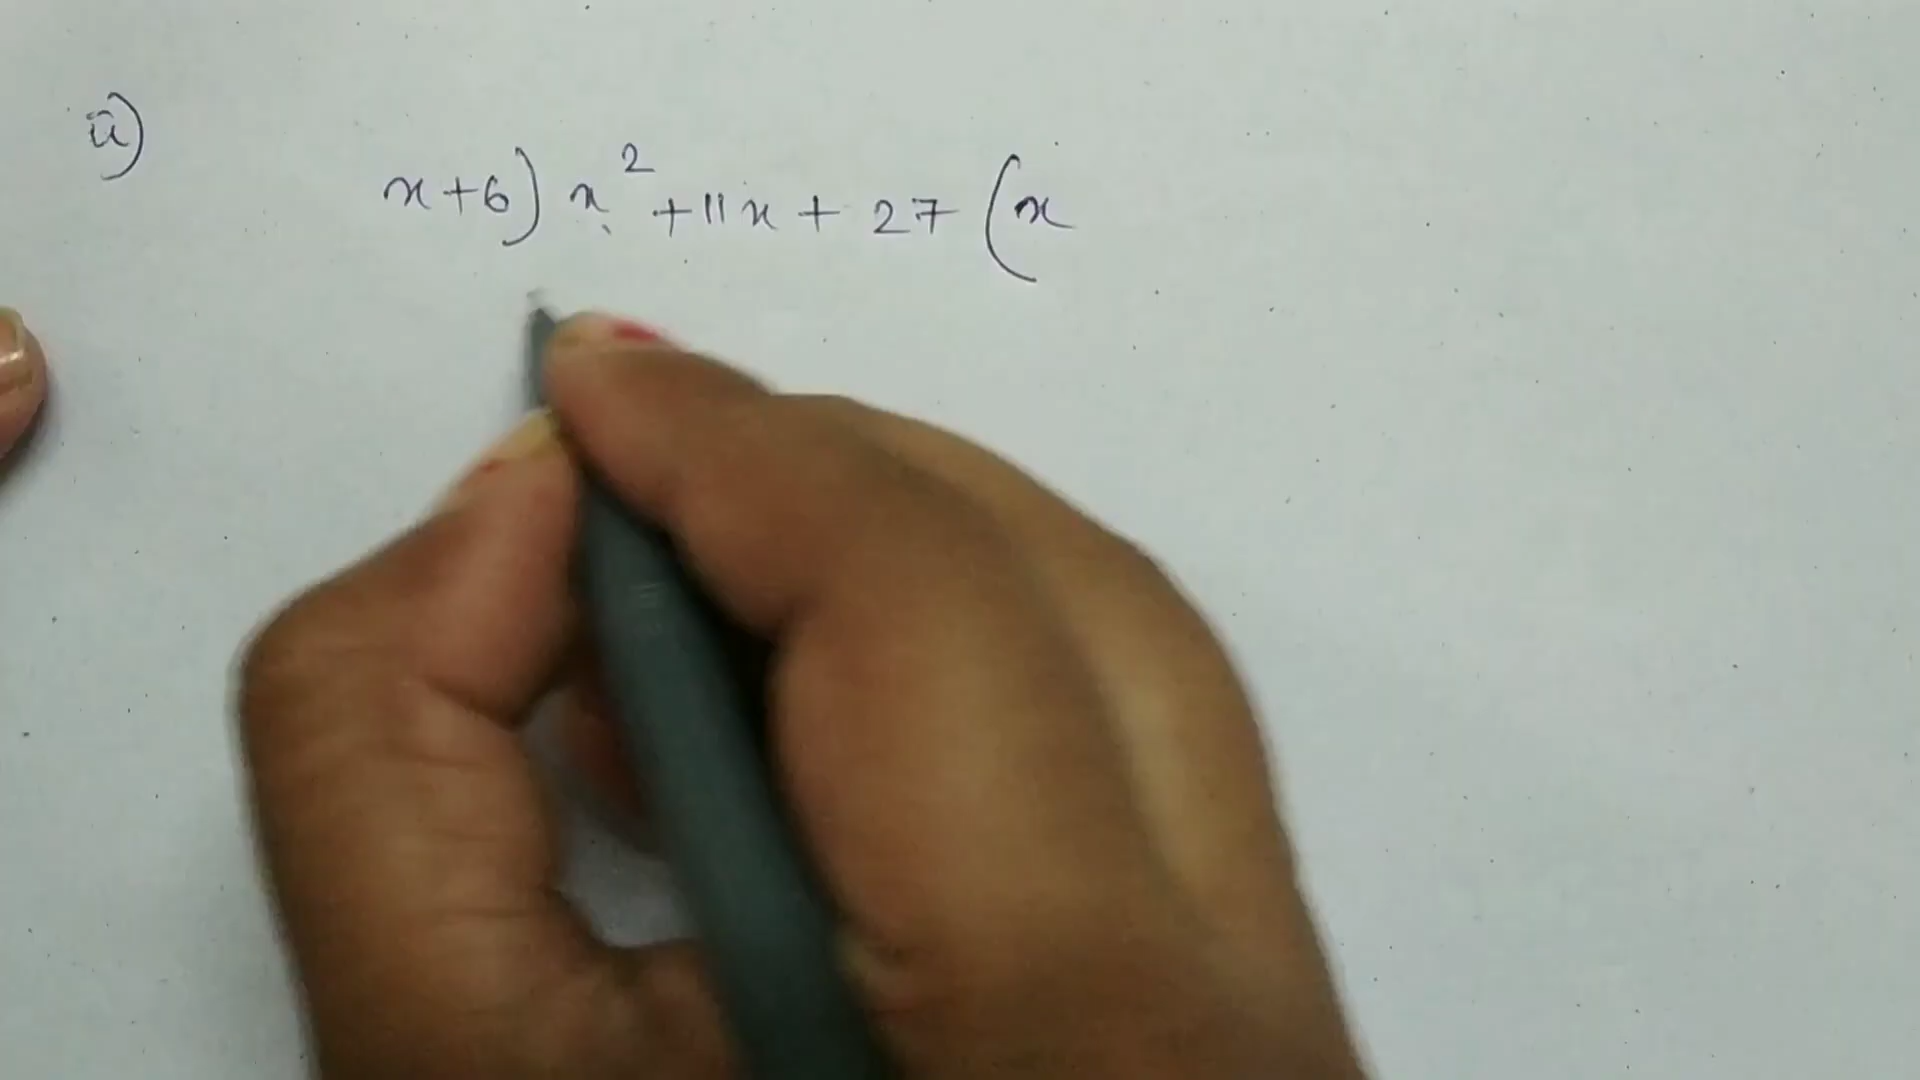 ii)
x+6) x² +11x + 27 (x